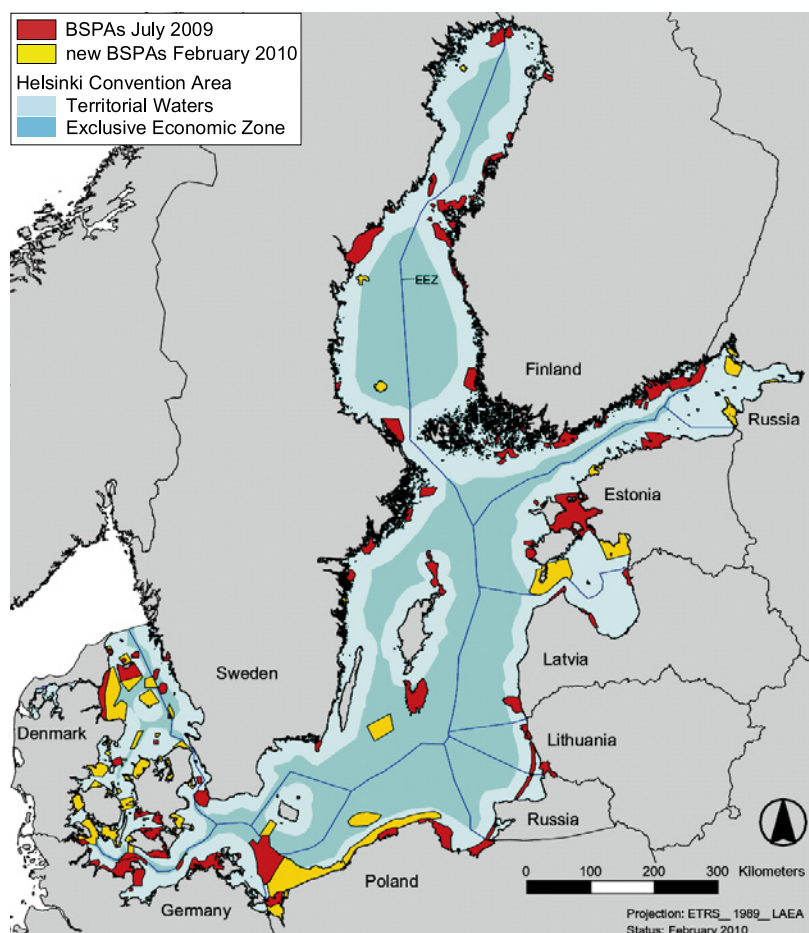 BSPAs July 2009
new BSPAs February 2010
Helsinki Convention Area
Territorial Waters
Exclusive Economic Zone
EEZ
Finland
Russia
Estonia
Sweden
Latvia
Denmark
Lithuania
Russia
Poland
Germany
0 100 200 300 Kilometers
Projection: ETRS__1989__LAEA
Status: February 2010